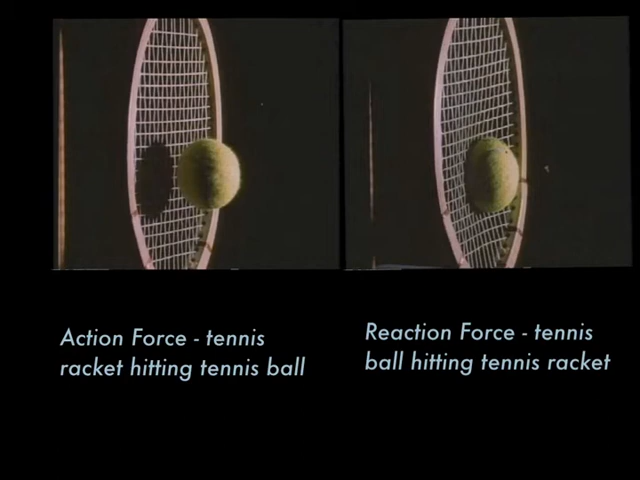 Action Force - tennis
racket hitting tennis ball
Reaction Force - tennis
ball hitting tennis racket